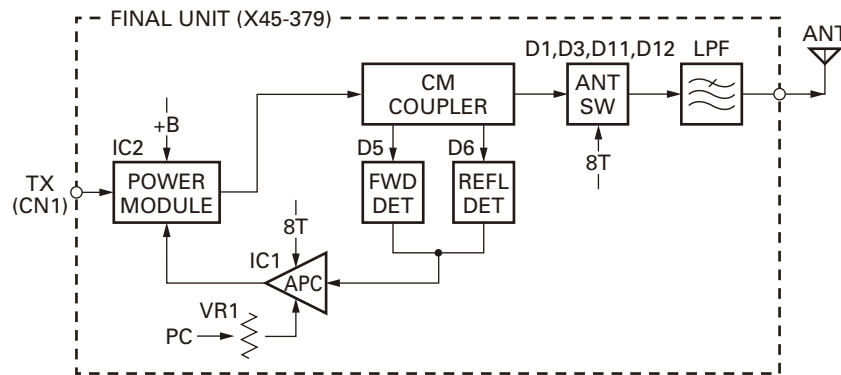 FINAL UNIT (X45-379)
ANT
D1,D3,D11,D12
LPF
CM
COUPLER
ANT
SW
+B
IC2
D5
D6
8T
TX
(CN1)
POWER
MODULE
FWD
DET
REFL
DET
8T
IC1
APC
VR1
PC